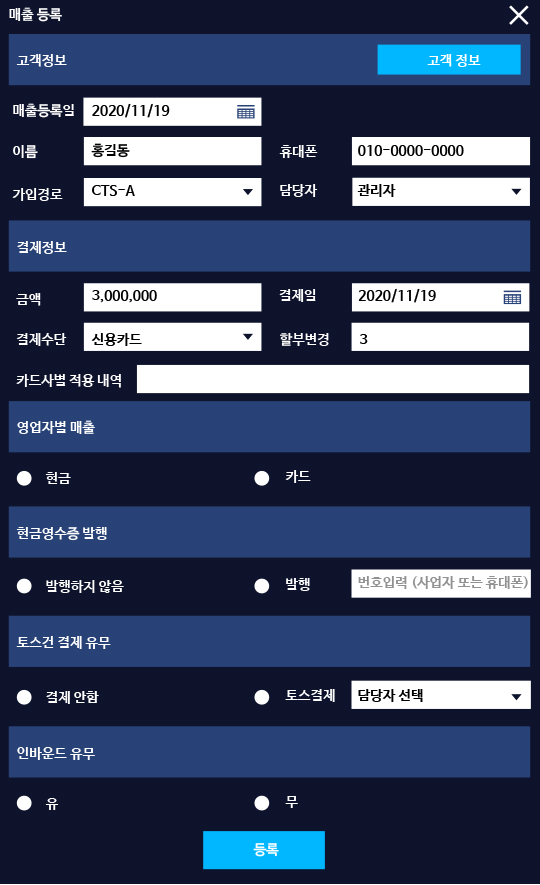 매출 등록
고객정보 고객 정보
매출등록일 2020/11/19
이름 홍길동 휴대폰 010-0000-0000
가입경로 CTS-A 담당자 관리자
결제정보
금액 3,000,000 결제일 2020/11/19
결제수단 신용카드 할부변경 3
카드사별 적용 내역
영업자별 매출
현금 카드
현금영수증 발행
발행하지 않음 발행 번호입력 (사업자 또는 휴대폰)
토스건 결제 유무
결제 안함 토스결제 담당자 선택
인바운드 유무
유 무
등록